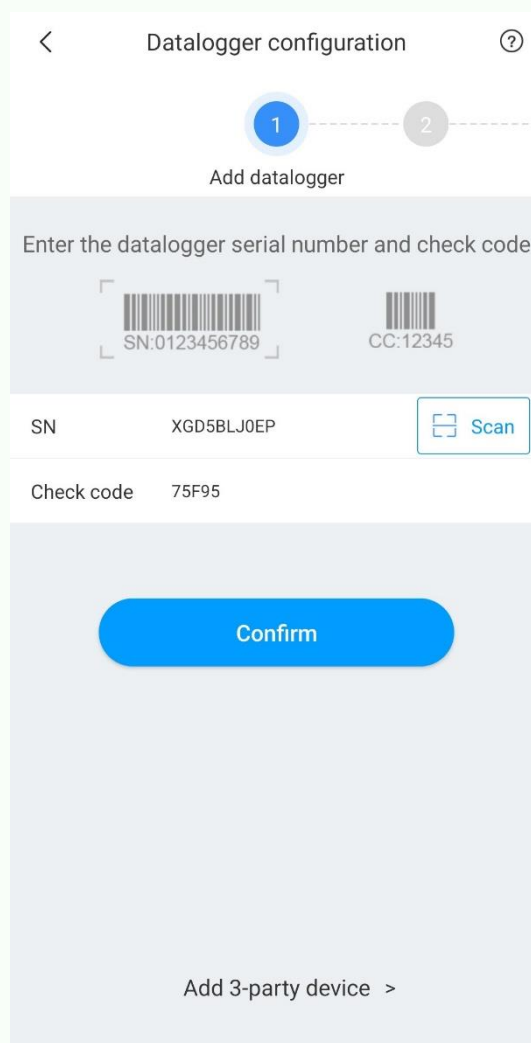 Datalogger configuration
1
2
Add datalogger
Enter the datalogger serial number and check code
SN:0123456789
CC:12345
SN XGD5BLJ0EP Scan
Check code 75F95
Confirm
Add 3-party device >